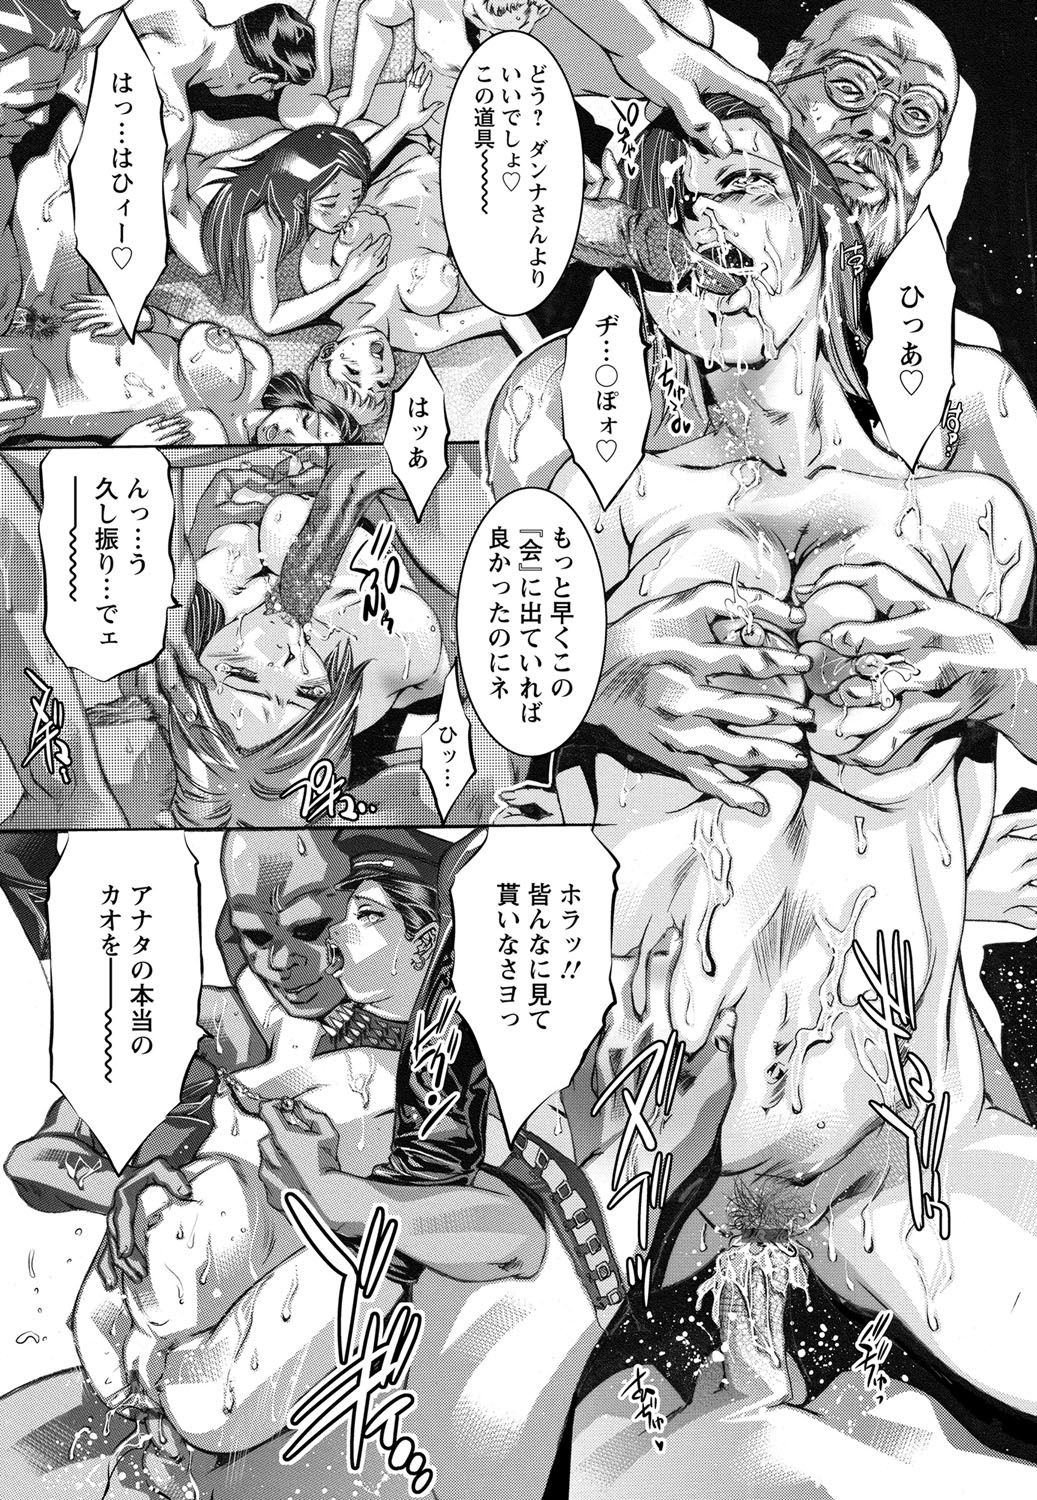 どう？ダンナさんより
いいでしょ♡
この道具〜〜
ひっあ♡
ヂ…○ぽォ♡
はっ…はひィー♡
はッあ
もっと早くこの
『会』に出ていれば
良かったのにネ
んっ…う
久し振り…でェ
ひッ…
ホラッ!!
皆んなに見て
貰いなさヨっ
アナタの本当の
カオを